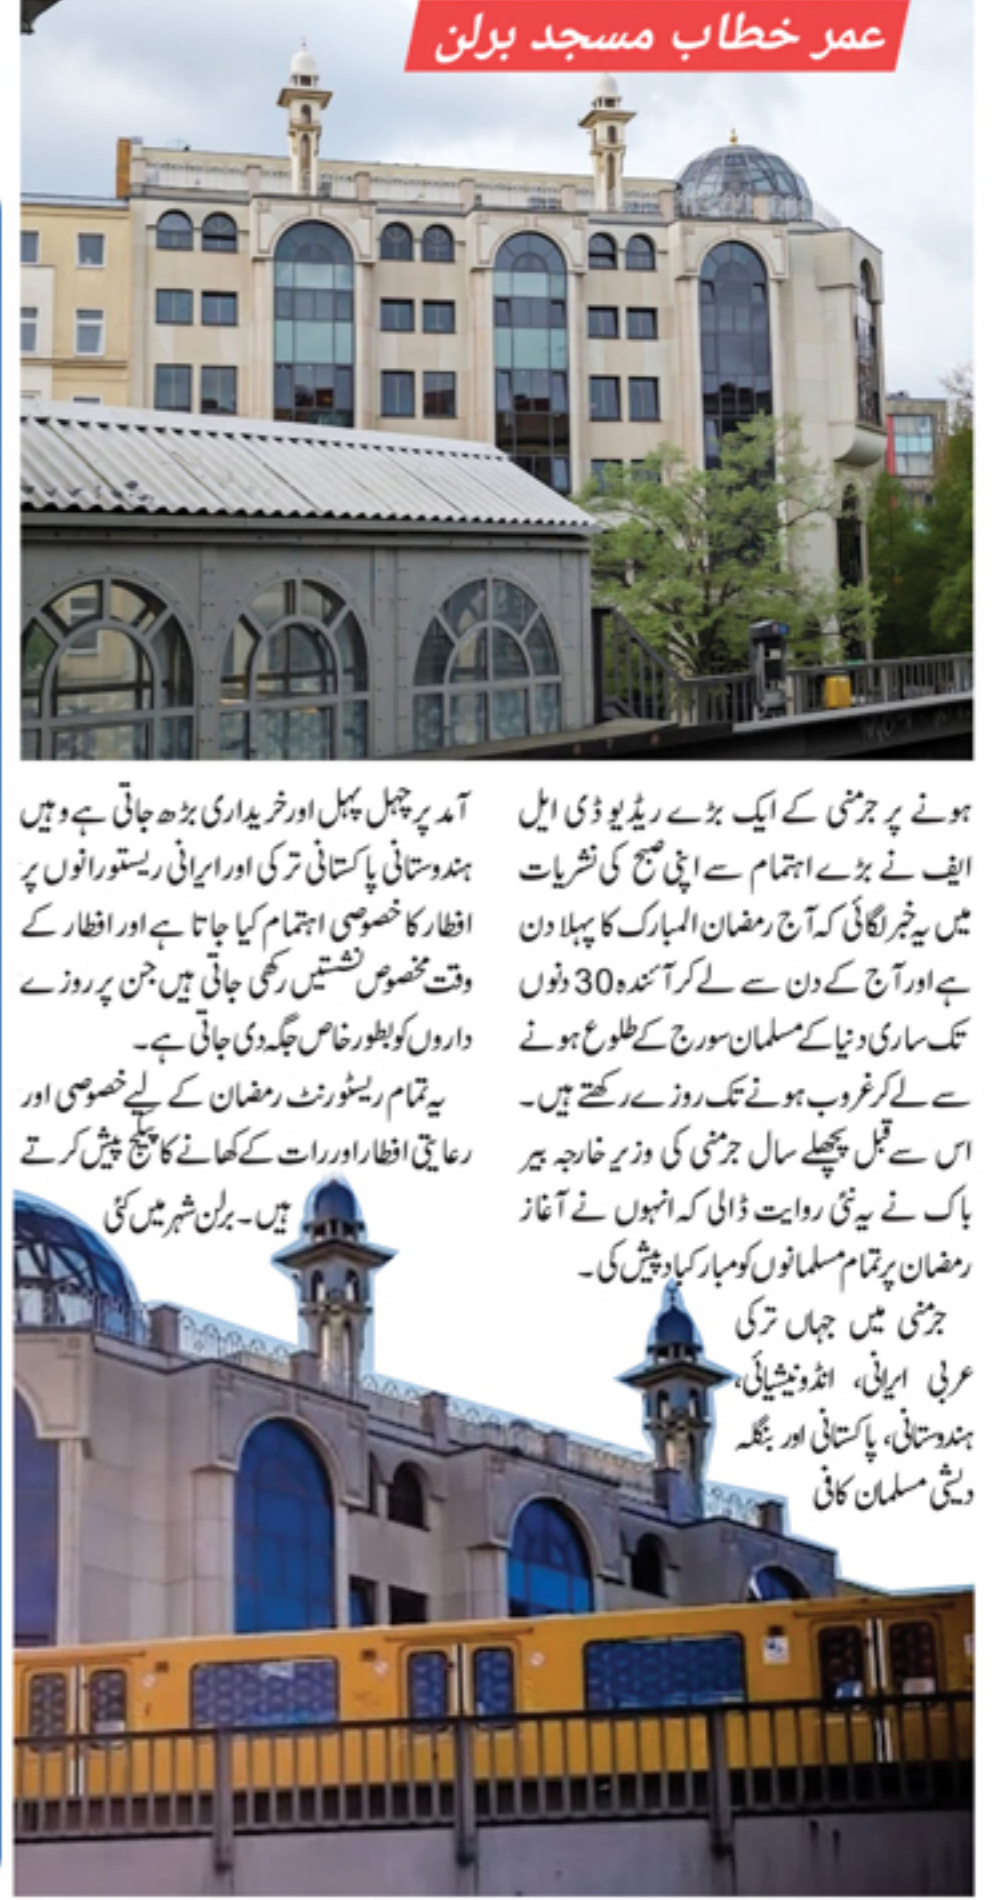 عمر خطاب مسجد برلن
ہونے پر جرمنی کے ایک بڑے ریڈیو ڈی ایل
ایف نے بڑے اہتمام سے اپنی صبح کی نشریات
میں یہ خبر لگائی کہ آج رمضان المبارک کا پہلا دن
ہے اور آج کے دن سے لے کر آئندہ 30 دنوں
تک ساری دنیا کے مسلمان سورج کے طلوع ہونے
سے لے کر غروب ہونے تک روزے رکھتے ہیں۔
اس سے قبل پچھلے سال جرمنی کی وزیر خارجہ بیر
باک نے یہ نئی روایت ڈالی کہ انہوں نے آغاز
رمضان پر تمام مسلمانوں کو مبارکباد پیش کی۔
جرمنی میں جہاں ترکی
عربی ایرانی، انڈونیشیائی،
ہندوستانی، پاکستانی اور بنگلہ
دیشی مسلمان کافی
آمد پر چہل پہل اور خریداری بڑھ جاتی ہے وہیں
ہندوستانی پاکستانی ترکی اور ایرانی ریستورانوں پر
افطار کا خصوصی اہتمام کیا جاتا ہے اور افطار کے
وقت مخصوص نشستیں رکھی جاتی ہیں جن پر روزے
داروں کو بطور خاص جگہ دی جاتی ہے۔
یہ تمام ریسٹورنٹ رمضان کے لیے خصوصی اور
رعایتی افطار اور رات کے کھانے کا پیکج پیش کرتے
ہیں۔ برلن شہر میں کئی